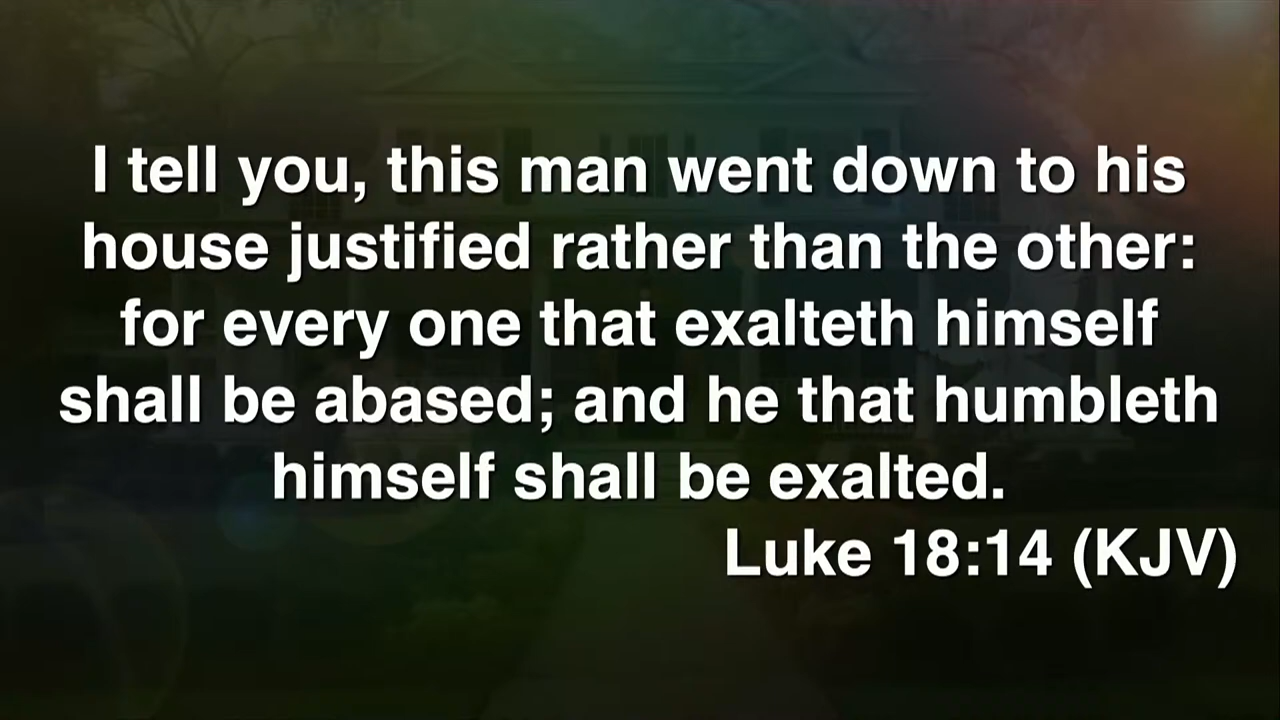 I tell you, this man went down to his
house justified rather than the other:
for every one that exalteth himself
shall be abased; and he that humbleth
himself shall be exalted.
Luke 18:14 (KJV)